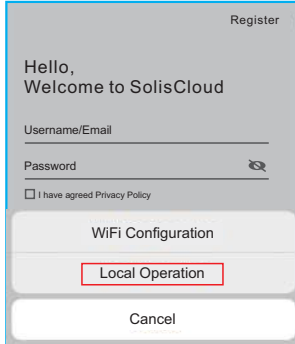 Register
Hello,
Welcome to SolisCloud
Username/Email
Password
I have agreed Privacy Policy
WiFi Configuration
Local Operation
Cancel